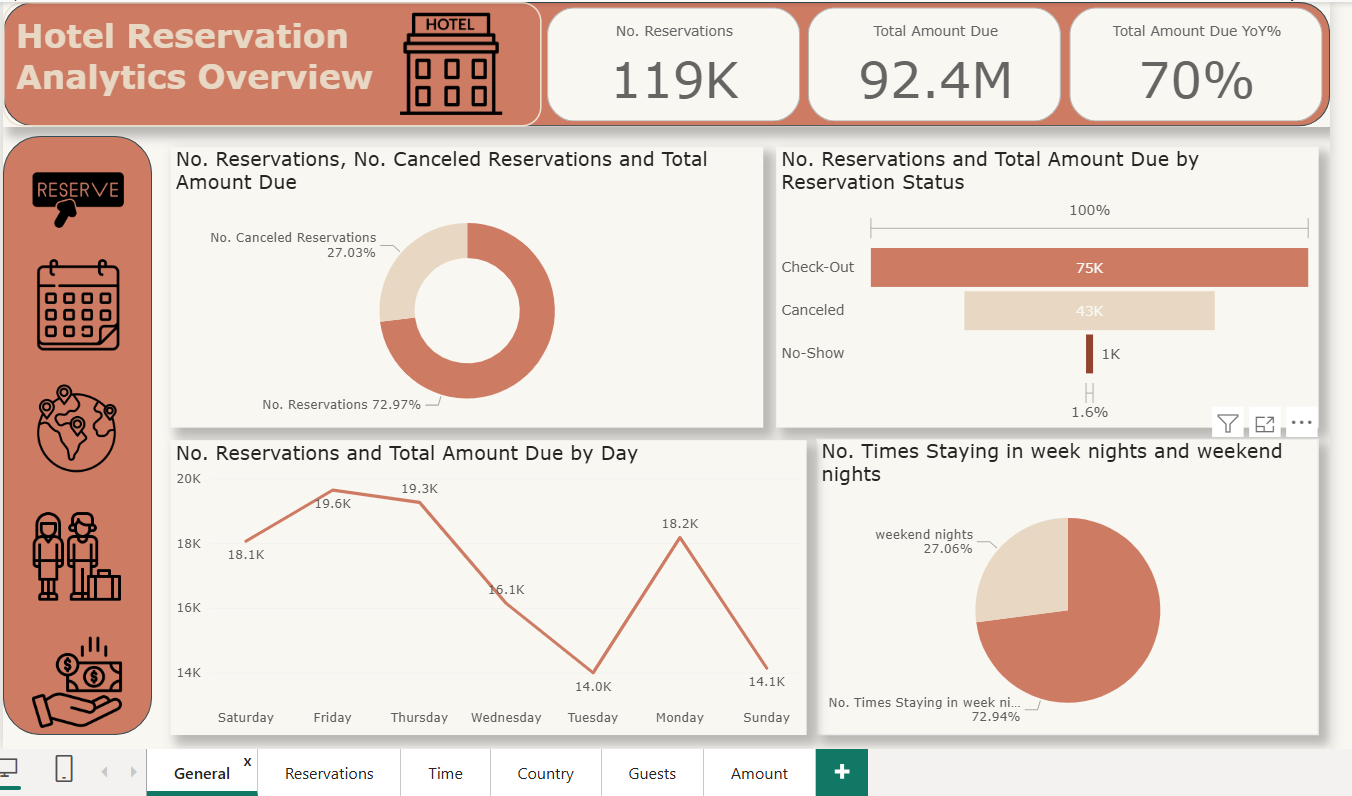 Hotel Reservation
Analytics Overview
HOTEL
No. Reservations
119K
Total Amount Due
92.4M
Total Amount Due YoY%
70%
RESERVE
No. Reservations, No. Canceled Reservations and Total
Amount Due
No. Canceled Reservations
27.03%
No. Reservations 72.97%
No. Reservations and Total Amount Due by
Reservation Status
100%
Check-Out
75K
Canceled
43K
No-Show
1K
1.6%
No. Reservations and Total Amount Due by Day
20K
18K
16K
14K
18.1K
19.6K
19.3K
16.1K
14.0K
18.2K
14.1K
Saturday
Friday
Thursday
Wednesday
Tuesday
Monday
Sunday
No. Times Staying in week nights and weekend
nights
weekend nights
27.06%
No. Times Staying in week ni...
72.94%
$
$
General
x
Reservations
Time
Country
Guests
Amount
+